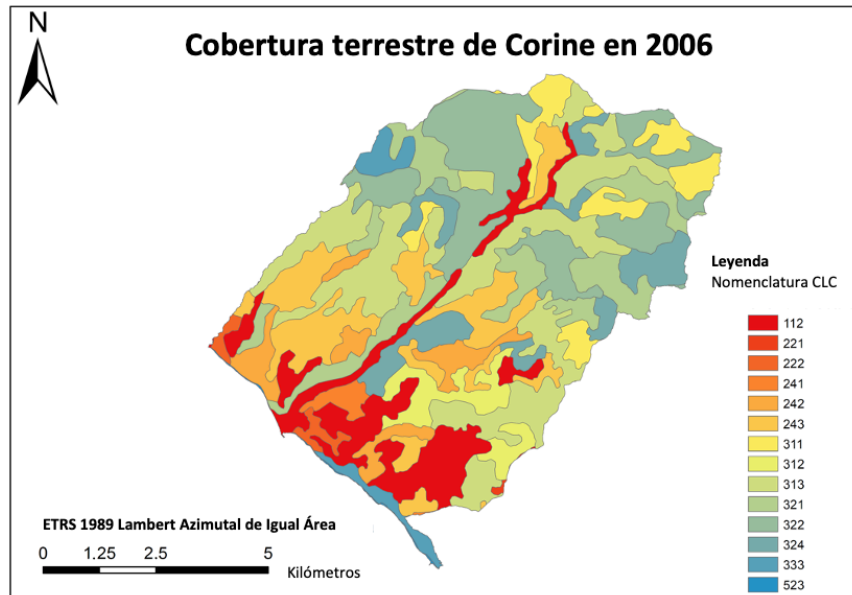 N
Cobertura terrestre de Corine en 2006
Leyenda
Nomenclatura CLC
112
221
222
241
242
243
311
312
313
321
322
324
333
523
ETRS 1989 Lambert Azimutal de Igual Área
0 1.25 2.5 5
Kilómetros